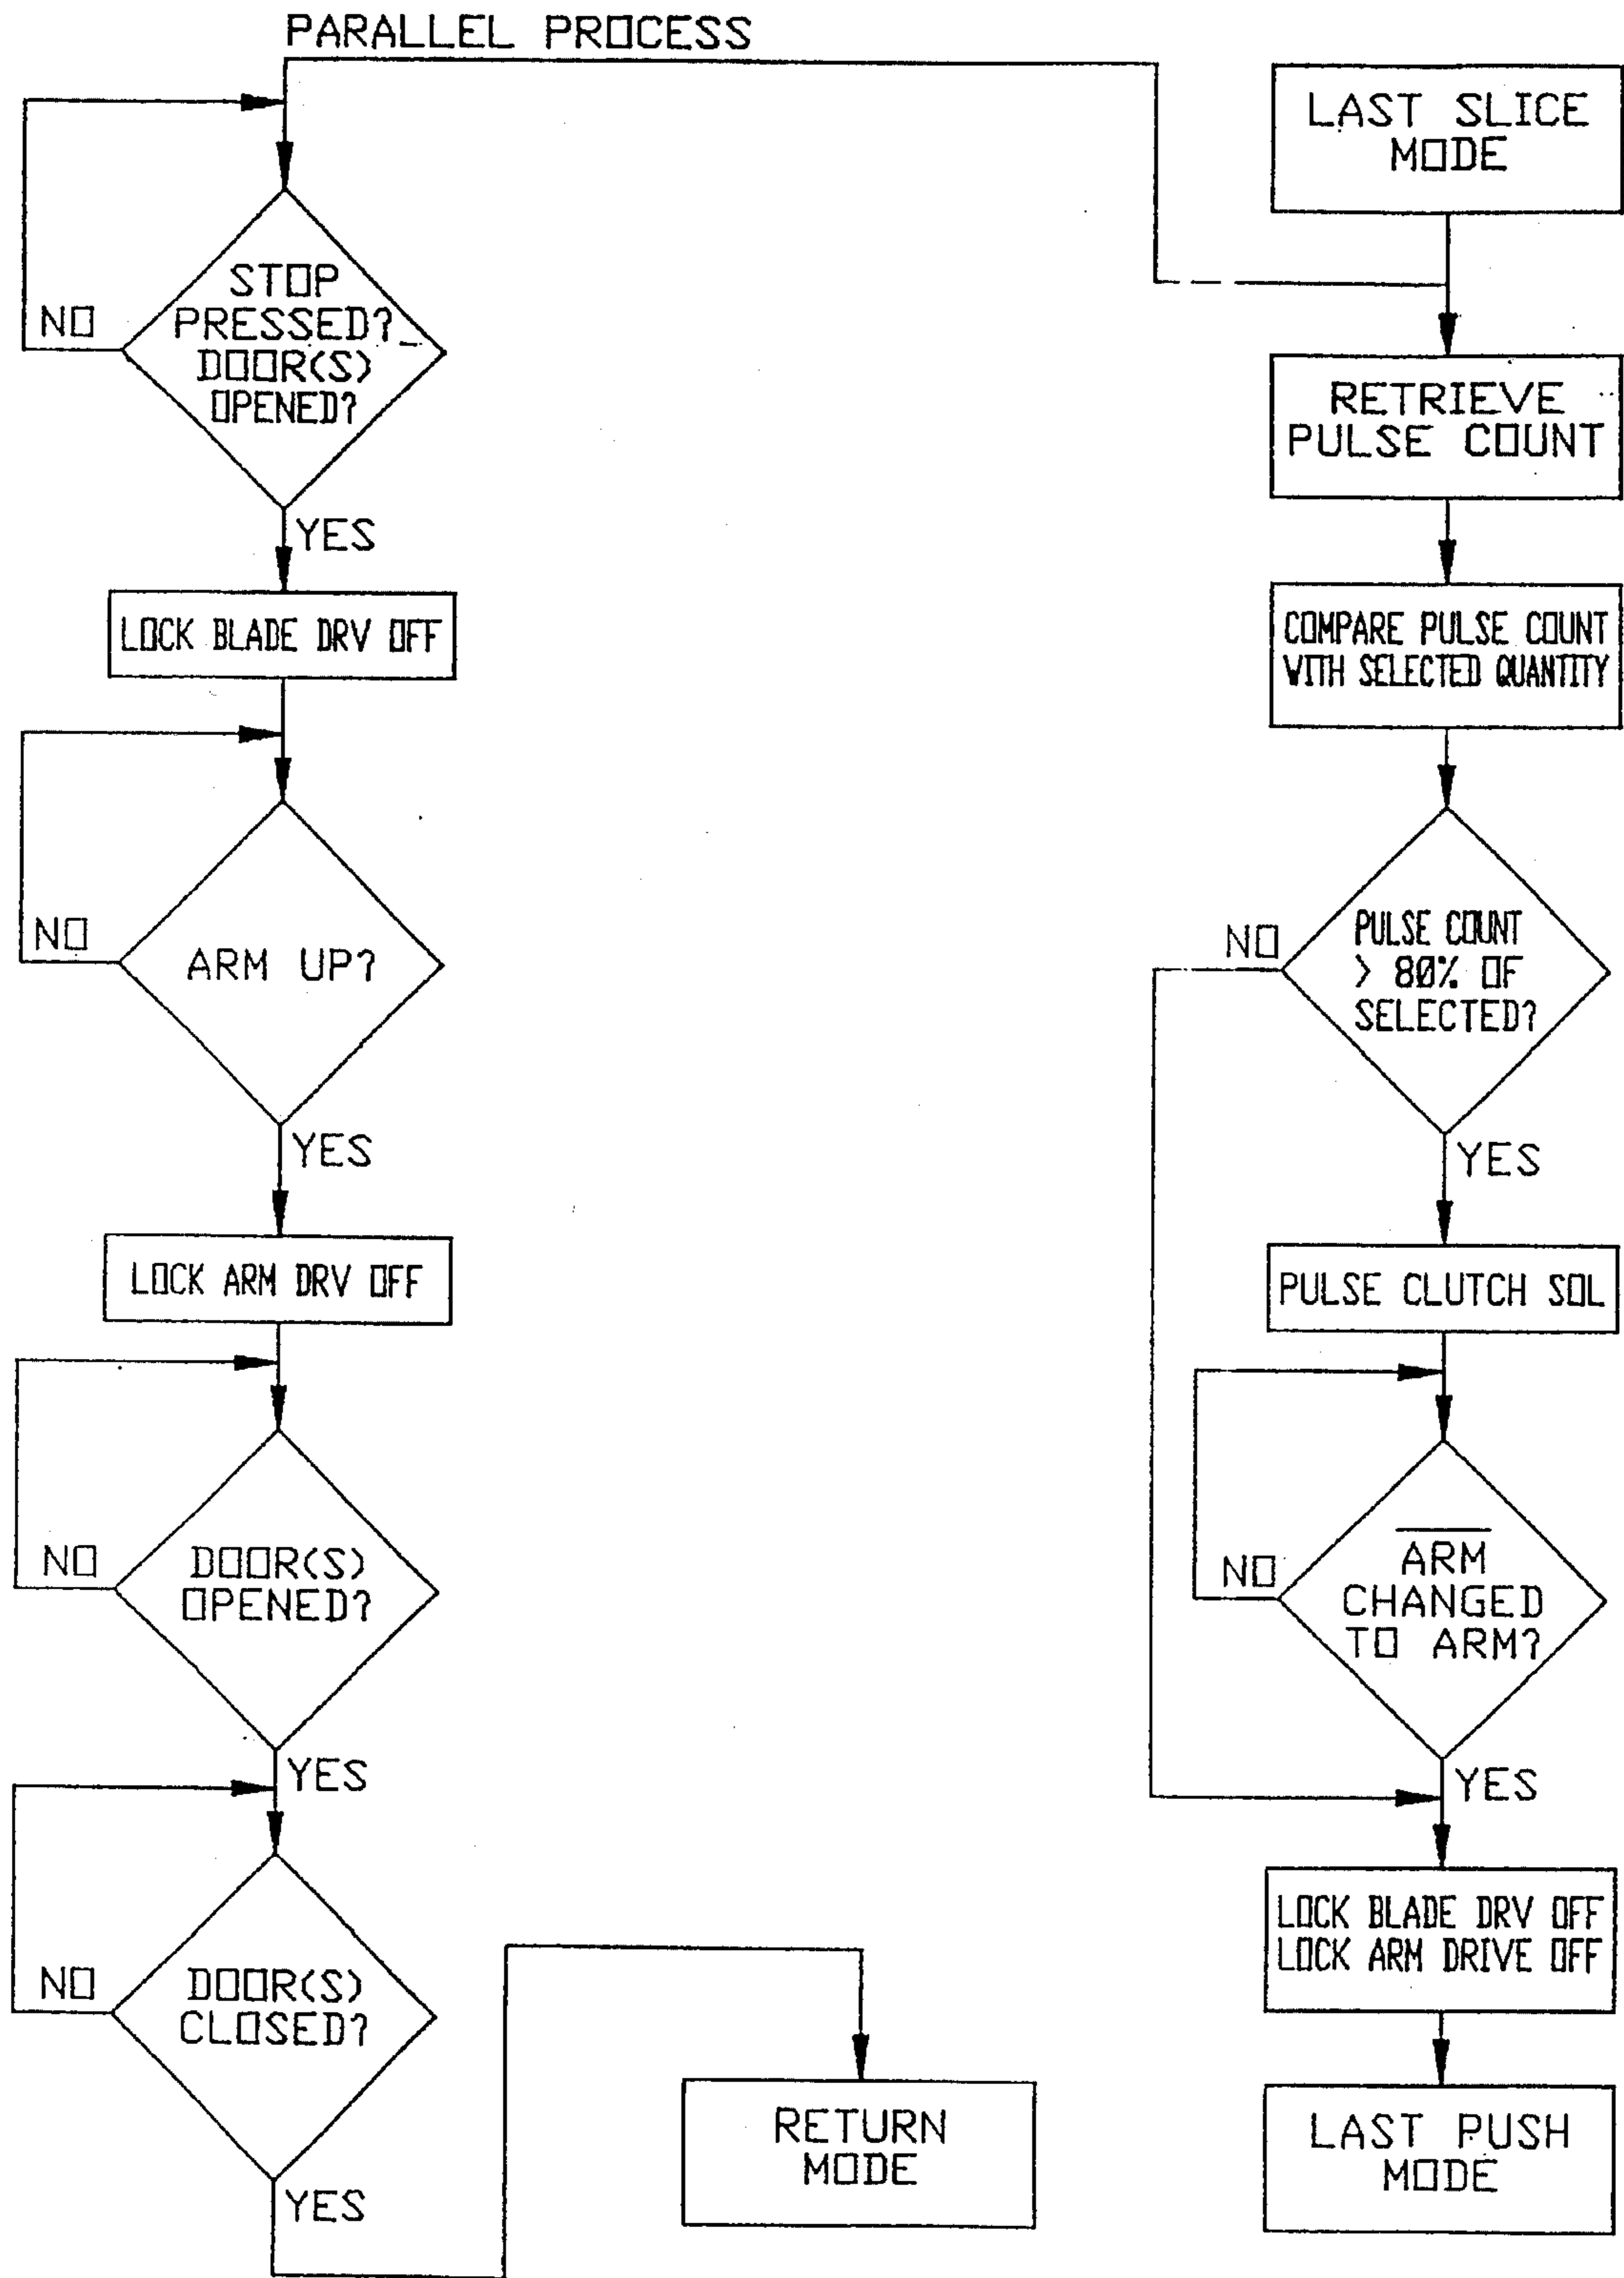 PARALLEL PROCESS
STOP
PRESSED?
DOOR(S)
OPENED?
NO
YES
LOCK BLADE DRV OFF
ARM UP?
NO
YES
LOCK ARM DRV OFF
DOOR(S)
OPENED?
NO
YES
DOOR(S)
CLOSED?
NO
YES
RETURN
MODE
LAST SLICE
MODE
RETRIEVE
PULSE COUNT
COMPARE PULSE COUNT
WITH SELECTED QUANTITY
PULSE COUNT
> 80% OF
SELECTED?
NO
YES
PULSE CLUTCH SOL
A̅R̅M̅
CHANGED
TO ARM?
NO
YES
LOCK BLADE DRV OFF
LOCK ARM DRIVE OFF
LAST PUSH
MODE